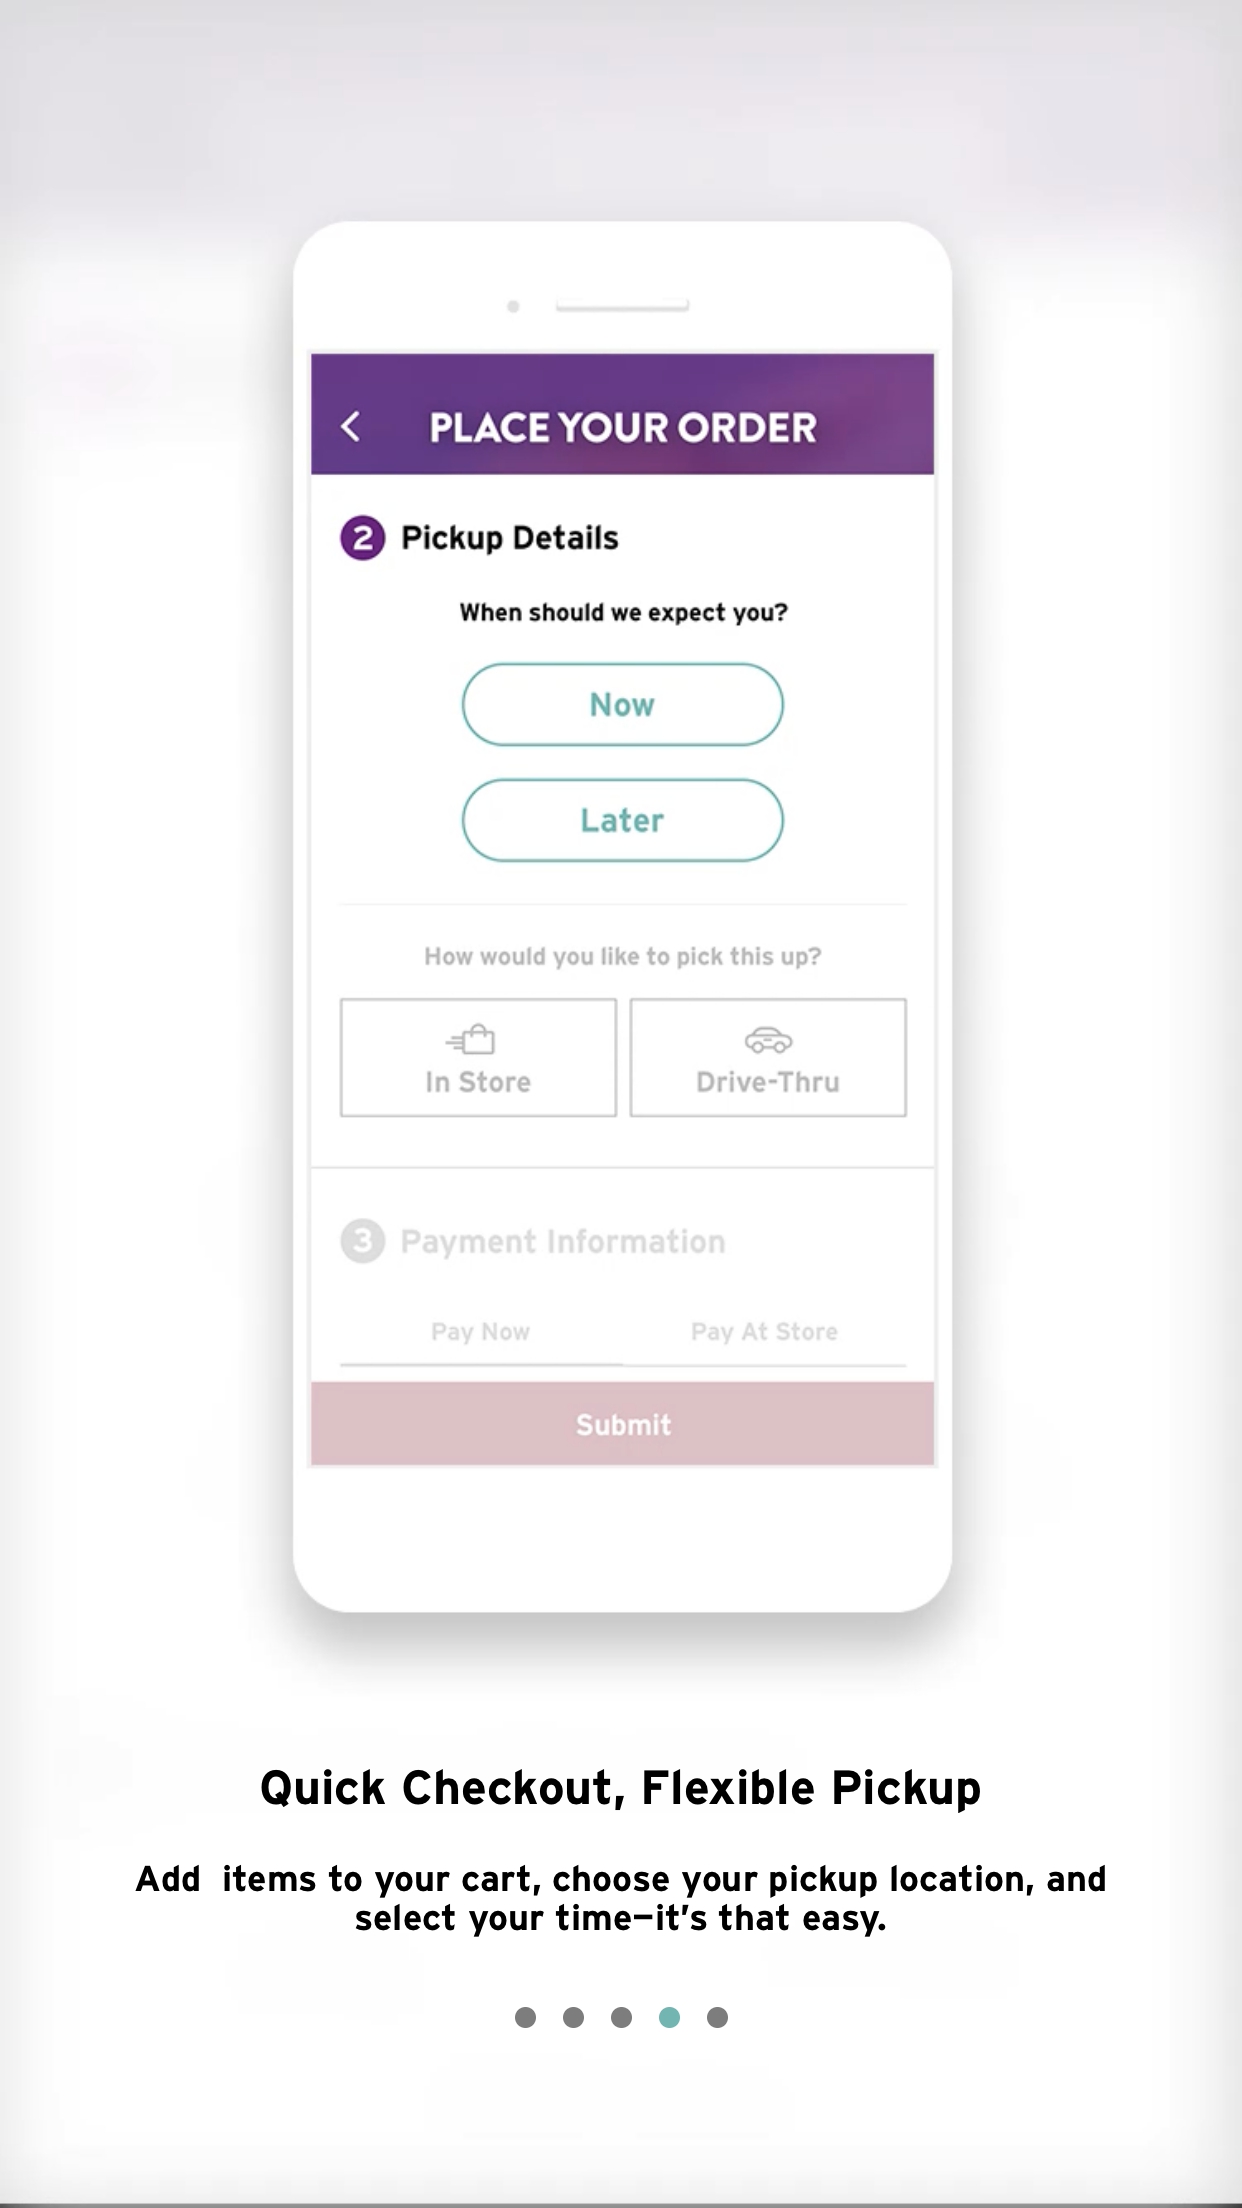 PLACE YOUR ORDER
2 Pickup Details
When should we expect you?
Now
Later
How would you like to pick this up?
In Store Drive-Thru
3 Payment Information
Pay Now Pay At Store
Submit
Quick Checkout, Flexible Pickup
Add  items to your cart, choose your pickup location, and
select your time—it's that easy.